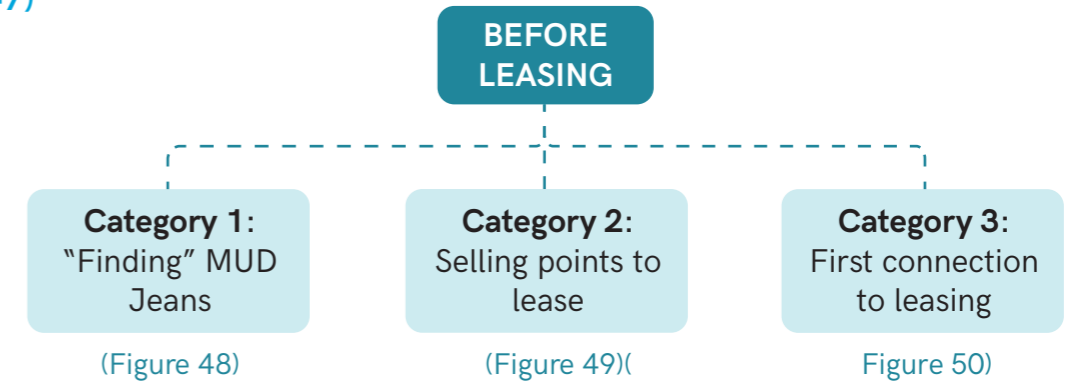 7)
BEFORE
LEASING
Category 1:
“Finding” MUD
Jeans
Category 2:
Selling points to
lease
Category 3:
First connection
to leasing
(Figure 48)
(Figure 49)(
Figure 50)